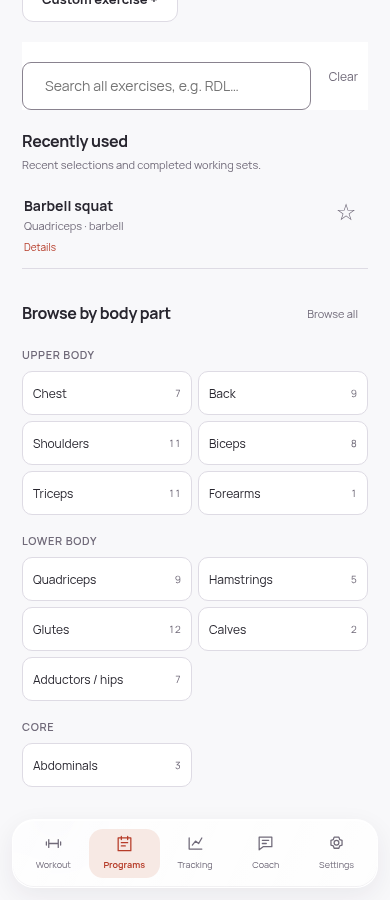 Custom exercise +
Search all exercises, e.g. RDL...
Clear
Recently used
Recent selections and completed working sets.
Barbell squat
Quadriceps · barbell
Details
Browse by body part
Browse all
UPPER BODY
Chest 7
Back 9
Shoulders 11
Biceps 8
Triceps 11
Forearms 1
LOWER BODY
Quadriceps 9
Hamstrings 5
Glutes 12
Calves 2
Adductors / hips 7
CORE
Abdominals 3
Workout
Programs
Tracking
Coach
Settings